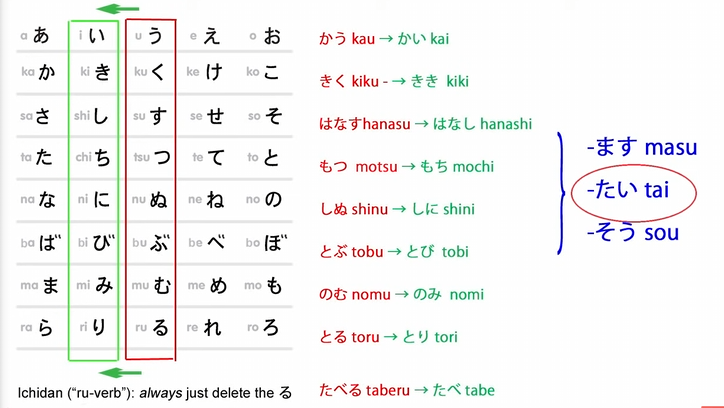 a あ i い u う e え o お
ka か ki き ku く ke け ko こ
sa さ shi し su す se せ so そ
ta た chi ち tsu つ te て to と
na な ni に nu ぬ ne ね no の
ba ば bi び bu ぶ be べ bo ぼ
ma ま mi み mu む me め mo も
ra ら ri り ru る re れ ro ろ
Ichidan ("ru-verb"): always just delete the る
かう kau → かい kai
きく kiku - → きき kiki
はなすhanasu → はなし hanashi
もつ motsu → もち mochi
しぬ shinu → しに shini
とぶ tobu → とび tobi
のむ nomu → のみ nomi
とる toru → とり tori
たべる taberu → たべ tabe
-ます masu
-たい tai
-そう sou